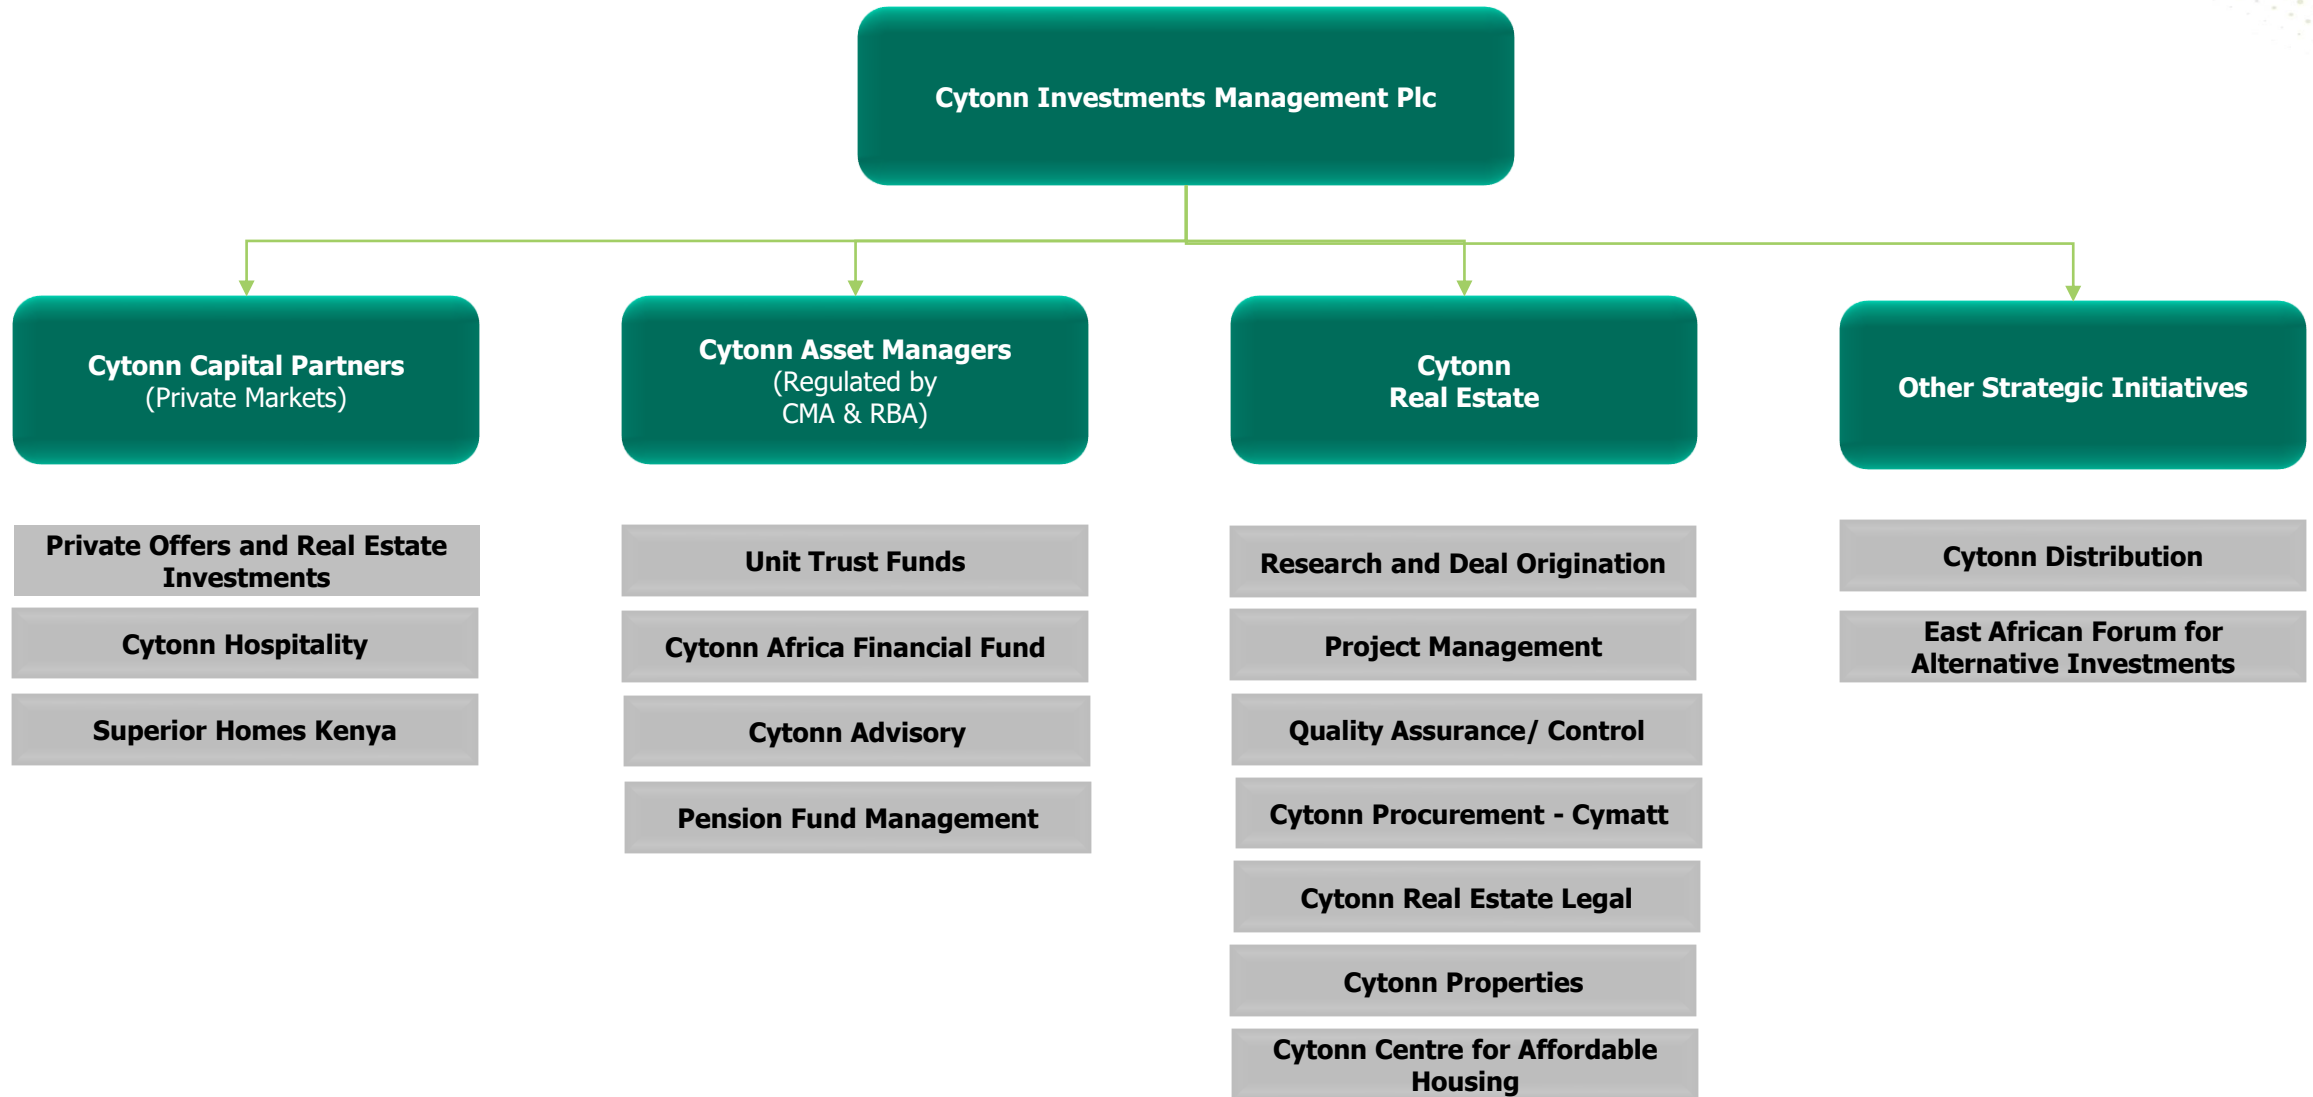 Cytonn Investments Management Plc
Cytonn Capital Partners
(Private Markets)
Cytonn Asset Managers
(Regulated by
CMA & RBA)
Cytonn
Real Estate
Other Strategic Initiatives
Private Offers and Real Estate
Investments
Cytonn Hospitality
Superior Homes Kenya
Unit Trust Funds
Cytonn Africa Financial Fund
Cytonn Advisory
Pension Fund Management
Research and Deal Origination
Project Management
Quality Assurance/ Control
Cytonn Procurement - Cymatt
Cytonn Real Estate Legal
Cytonn Properties
Cytonn Centre for Affordable
Housing
Cytonn Distribution
East African Forum for
Alternative Investments